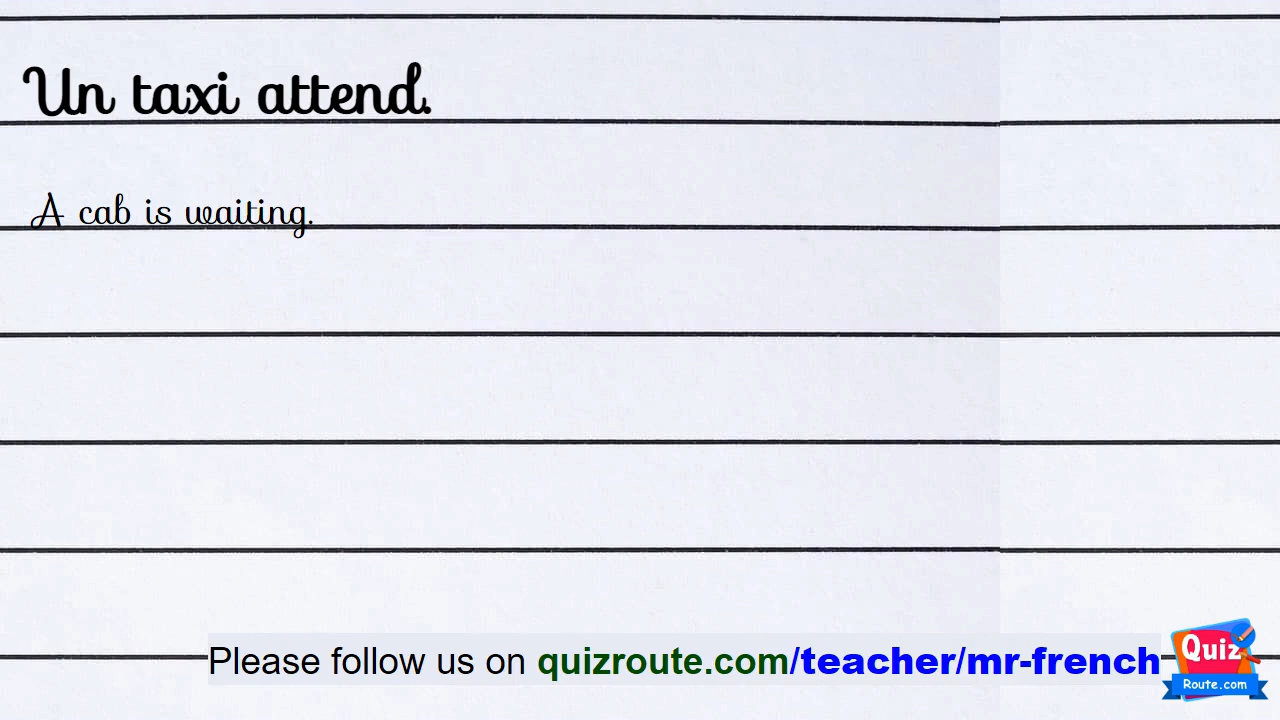 Un taxi attend.
A cab is waiting.
Please follow us on quizroute.com/teacher/mr-french
Quiz
Route.com